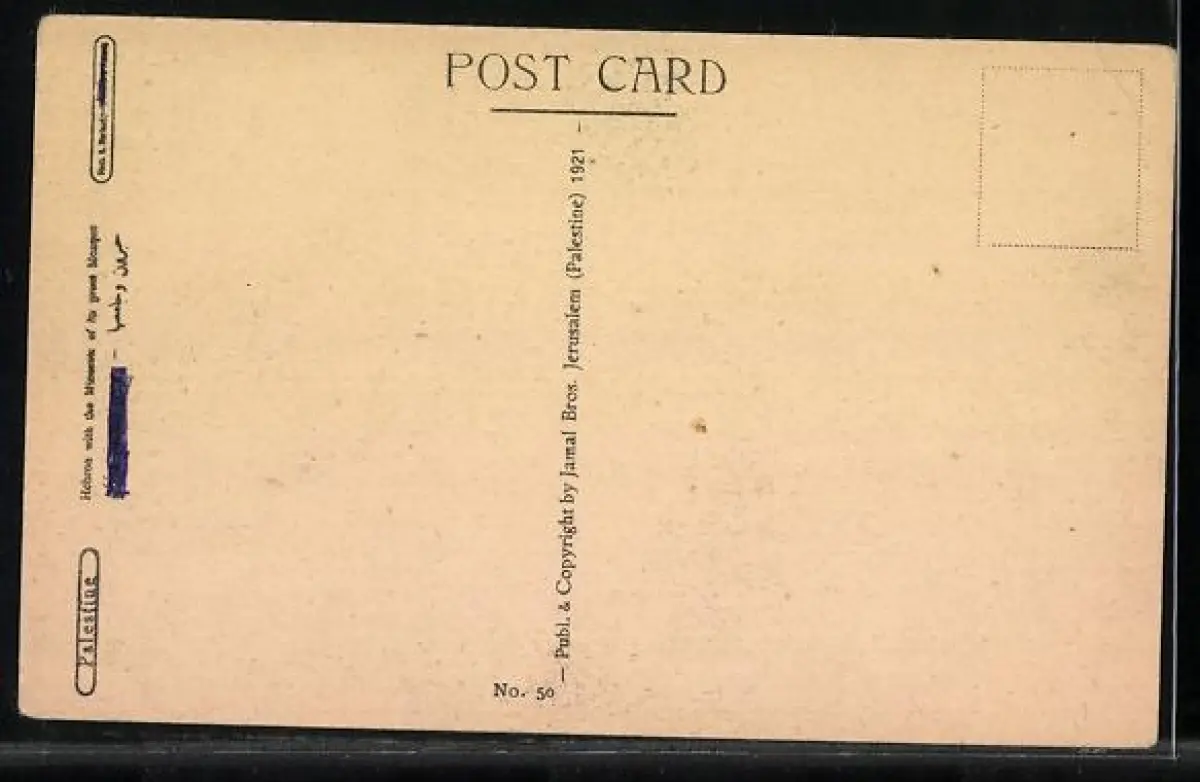 POST CARD
Palestine
Hebron with the Minarets of its great Mosque
— Publ. & Copyright by Jamal Bros. Jerusalem (Palestine) 1921 —
No. 50